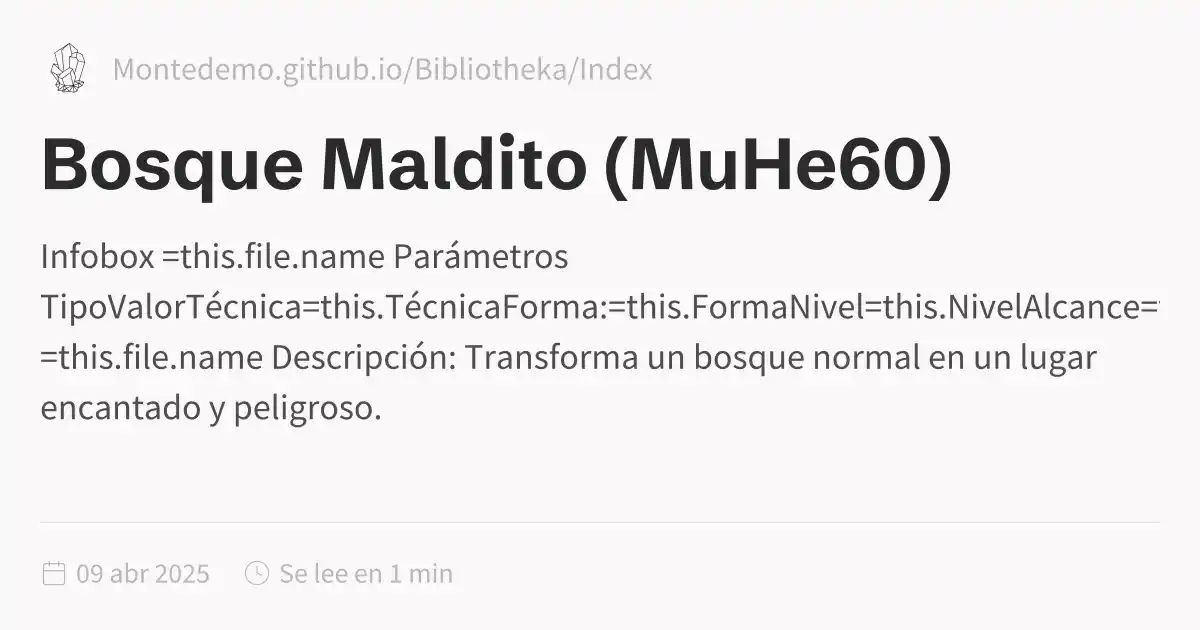 Montedemo.github.io/Bibliotheka/Index
Bosque Maldito (MuHe60)
Infobox =this.file.name Parámetros
TipoValorTécnica=this.TécnicaForma:=this.FormaNivel=this.NivelAlcance=
=this.file.name Descripción: Transforma un bosque normal en un lugar
encantado y peligroso.
09 abr 2025 Se lee en 1 min